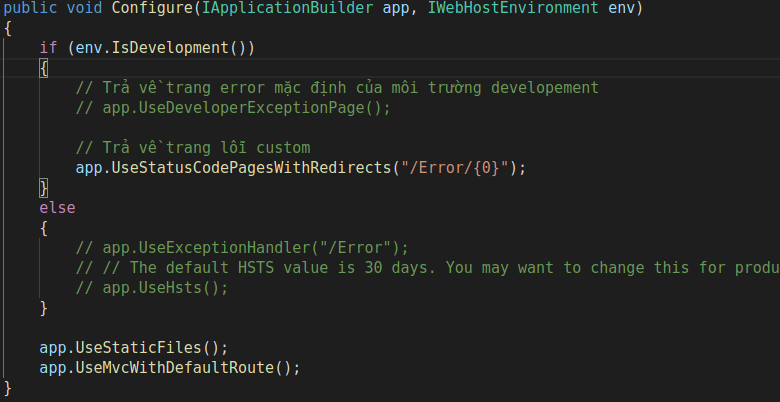 public void Configure(IApplicationBuilder app, IWebHostEnvironment env)
{
if (env.IsDevelopment())
{
// Trả về trang error mặc định của môi trường developement
// app.UseDeveloperExceptionPage();
// Trả về trang lỗi custom
app.UseStatusCodePagesWithRedirects("/Error/{0}");
}
else
{
// app.UseExceptionHandler("/Error");
// // The default HSTS value is 30 days. You may want to change this for produ
// app.UseHsts();
}
app.UseStaticFiles();
app.UseMvcWithDefaultRoute();
}